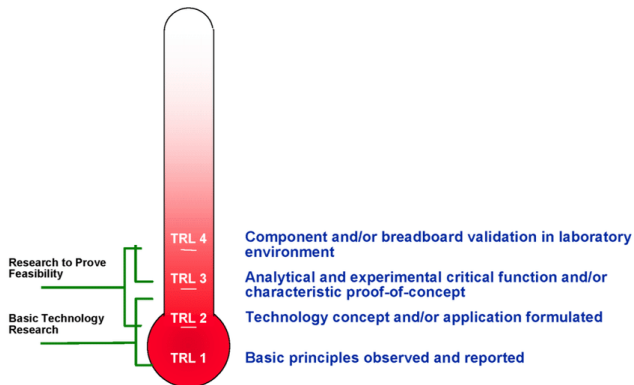 TRL 4
Component and/or breadboard validation in laboratory
environment
Research to Prove
Feasibility
TRL 3
Analytical and experimental critical function and/or
characteristic proof-of-concept
Basic Technology
Research
TRL 2
Technology concept and/or application formulated
TRL 1
Basic principles observed and reported